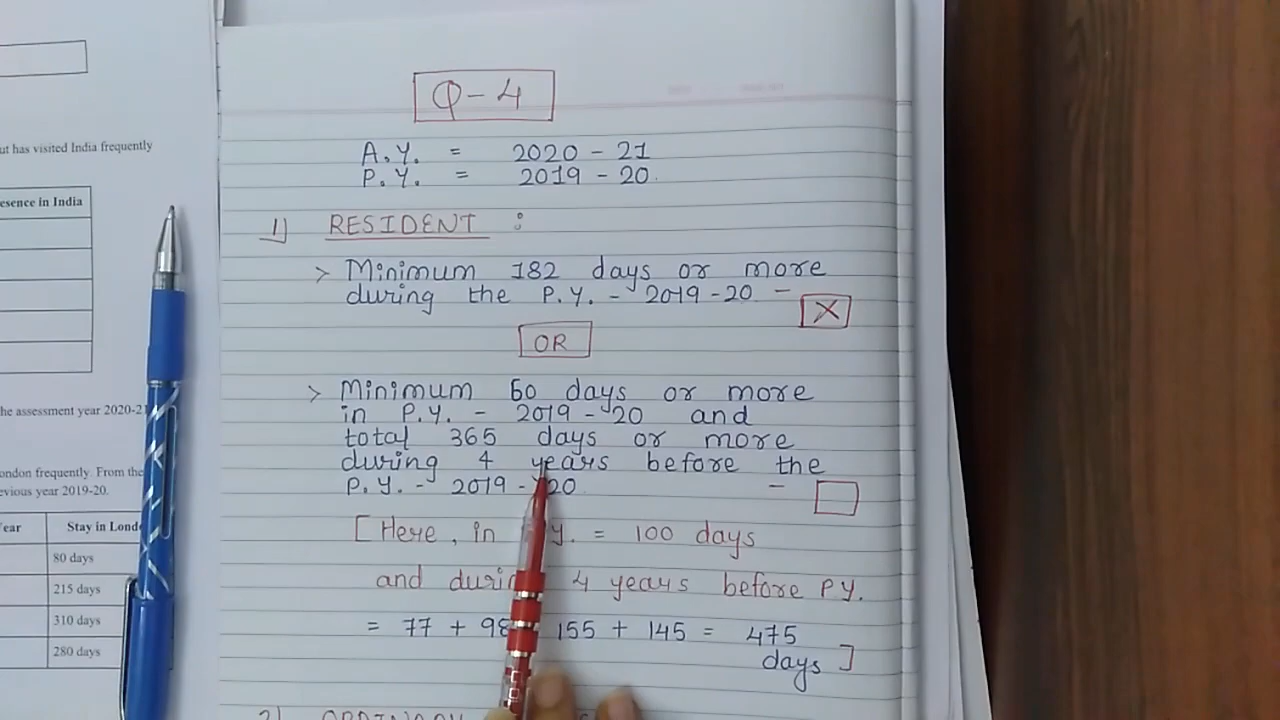 ut has visited India frequently
esence in India
he assessment year 2020-21
ondon frequently. From the
evious year 2019-20.
ear
Stay in Lond
80 days
215 days
310 days
280 days
Q-4
A.Y. = 2020-21
P.Y. = 2019-20.
1) RESIDENT :
> Minimum 182 days or more
during the P.Y. - 2019-20 -
X
OR
> Minimum 60 days or more
in P.Y. - 2019-20 and
total 365 days or more
during 4 years before the
P.Y. - 2019-20 -
[Here, in Y. = 100 days
and durin 4 years before P.Y.
= 77 + 98 155 + 145 = 475
days ]
2)